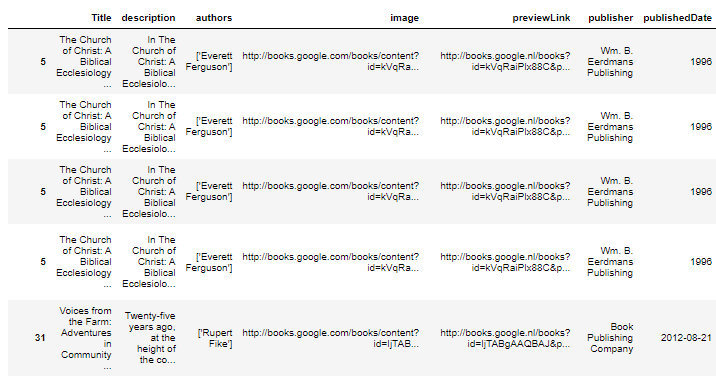 Title description authors image previewLink publisher publishedDate
5 The Church of Christ: A Biblical Ecclesiology ... In The Church of Christ: A Biblical Ecclesiolo... ['Everett Ferguson'] http://books.google.com/books/content?id=kVqRa... http://books.google.nl/books?id=kVqRaiPlx88C&p... Wm. B. Eerdmans Publishing 1996
5 The Church of Christ: A Biblical Ecclesiology ... In The Church of Christ: A Biblical Ecclesiolo... ['Everett Ferguson'] http://books.google.com/books/content?id=kVqRa... http://books.google.nl/books?id=kVqRaiPlx88C&p... Wm. B. Eerdmans Publishing 1996
5 The Church of Christ: A Biblical Ecclesiology ... In The Church of Christ: A Biblical Ecclesiolo... ['Everett Ferguson'] http://books.google.com/books/content?id=kVqRa... http://books.google.nl/books?id=kVqRaiPlx88C&p... Wm. B. Eerdmans Publishing 1996
5 The Church of Christ: A Biblical Ecclesiology ... In The Church of Christ: A Biblical Ecclesiolo... ['Everett Ferguson'] http://books.google.com/books/content?id=kVqRa... http://books.google.nl/books?id=kVqRaiPlx88C&p... Wm. B. Eerdmans Publishing 1996
31 Voices from the Farm: Adventures in Community ... Twenty-five years ago, at the height of the co... ['Rupert Fike'] http://books.google.com/books/content?id=IjTAB... http://books.google.nl/books?id=IjTABgAAQBAJ&p... Book Publishing Company 2012-08-21